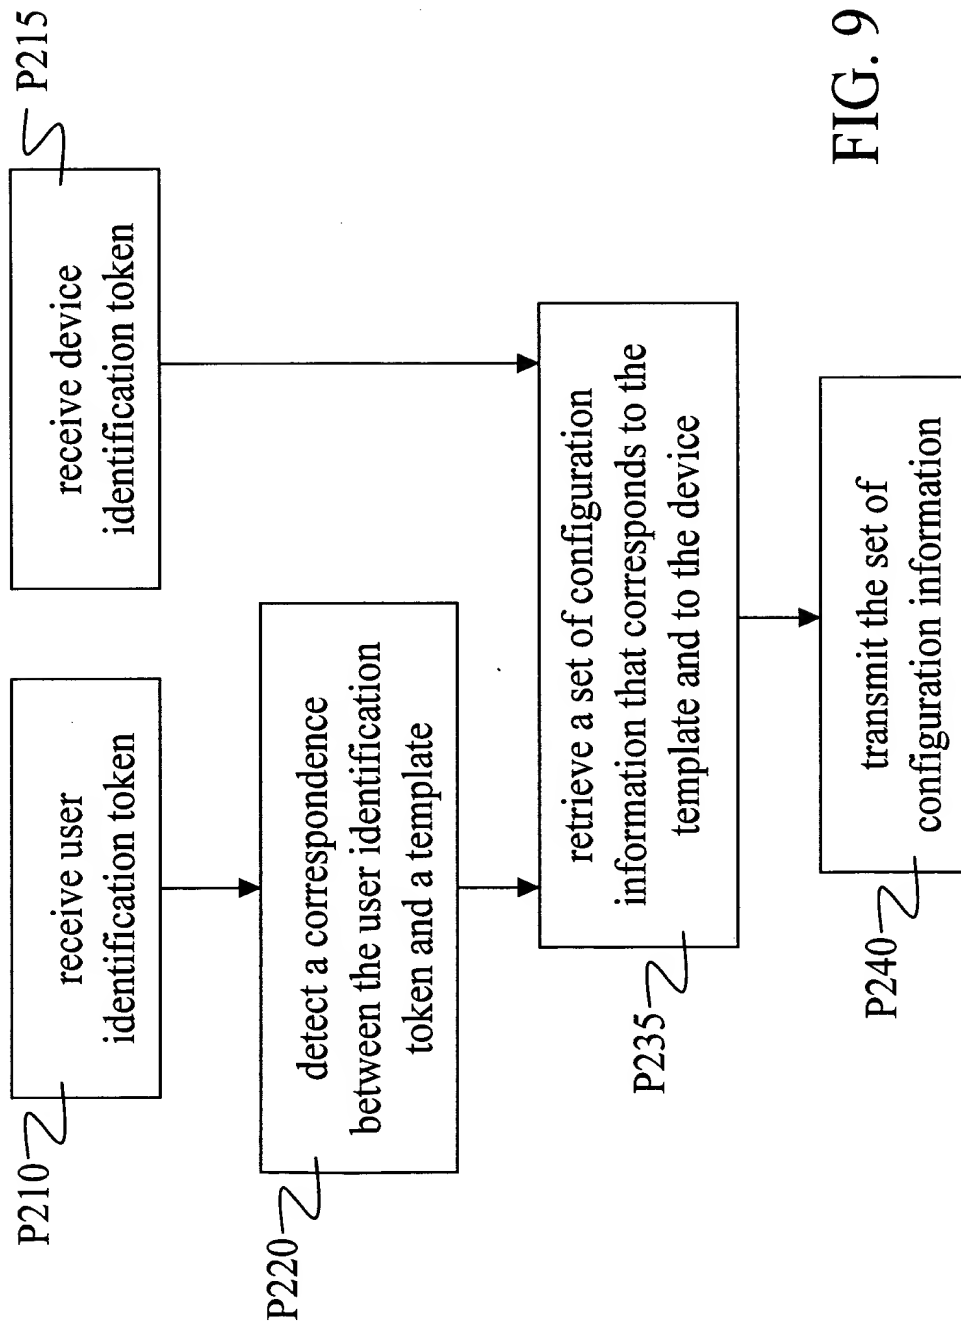 P210
receive user
identification token
P215
receive device
identification token
P220
detect a correspondence
between the user identification
token and a template
P235
retrieve a set of configuration
information that corresponds to the
template and to the device
P240
transmit the set of
configuration information
FIG. 9